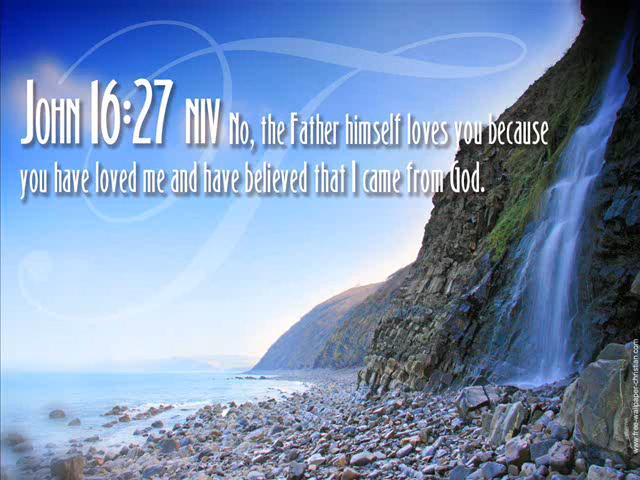 JOHN 16:27 NIV No, the Father himself loves you because
you have loved me and have believed that I came from God.
www.free-wallpaper-christian.com